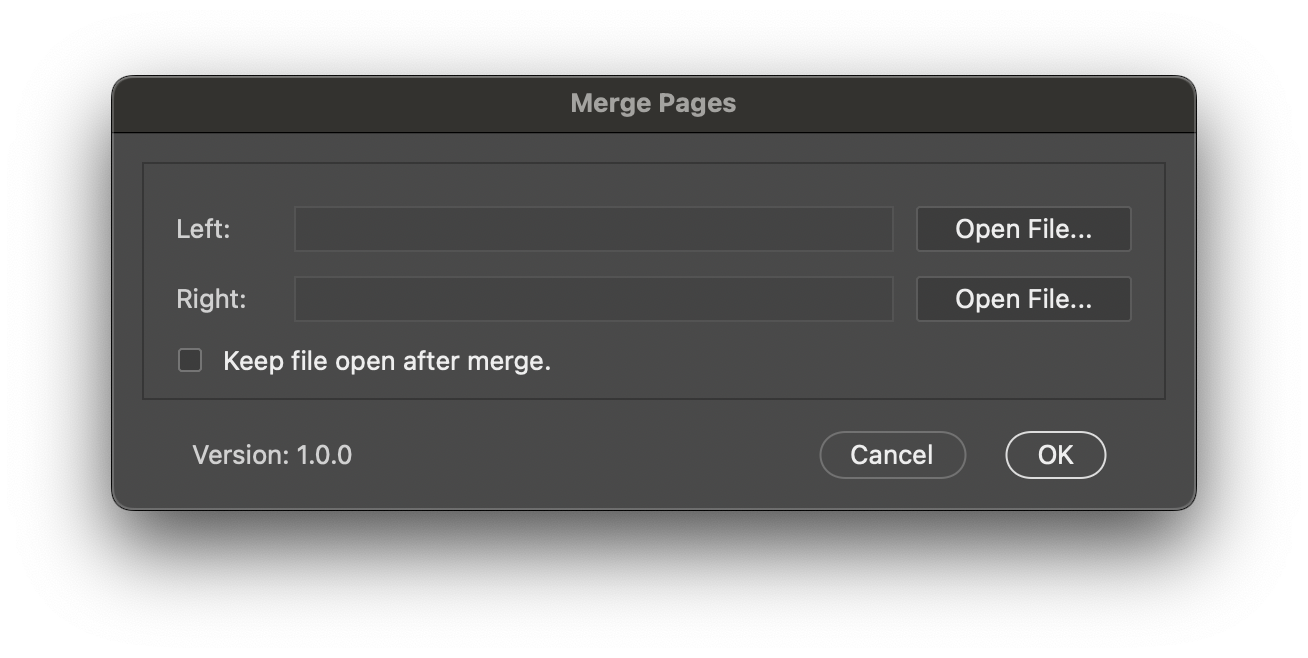 Merge Pages
Left: Open File...
Right: Open File...
Keep file open after merge.
Version: 1.0.0 Cancel OK